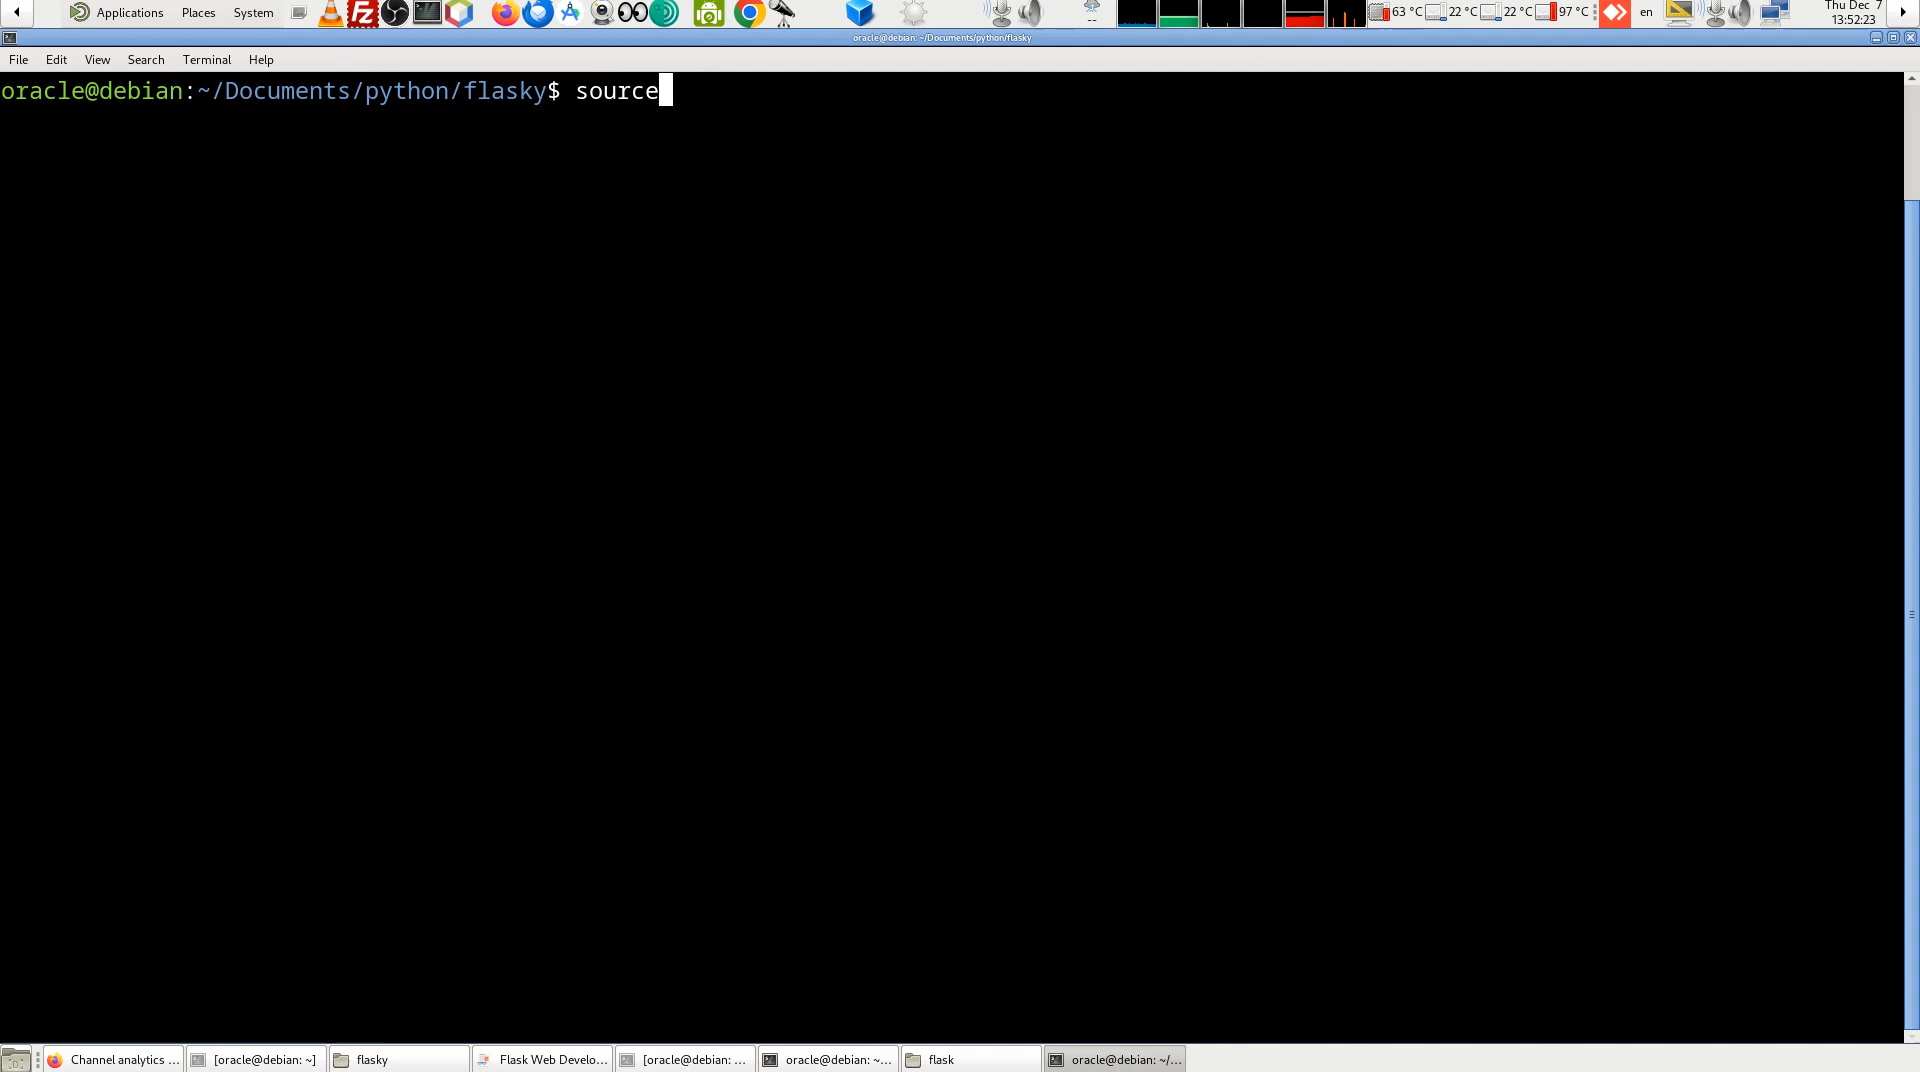 Applications Places System 63 °C 22 °C 22 °C 97 °C en Thu Dec 7
13:52:23
oracle@debian: ~/Documents/python/flasky
File Edit View Search Terminal Help
oracle@debian:~/Documents/python/flasky$ source
Channel analytics ... [oracle@debian: ~] flasky Flask Web Develo... [oracle@debian: ... oracle@debian: ~... flask oracle@debian: ~/...